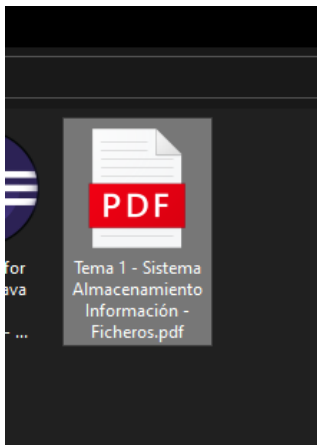 PDF
for
ava
- ...
Tema 1 - Sistema
Almacenamiento
Información -
Ficheros.pdf